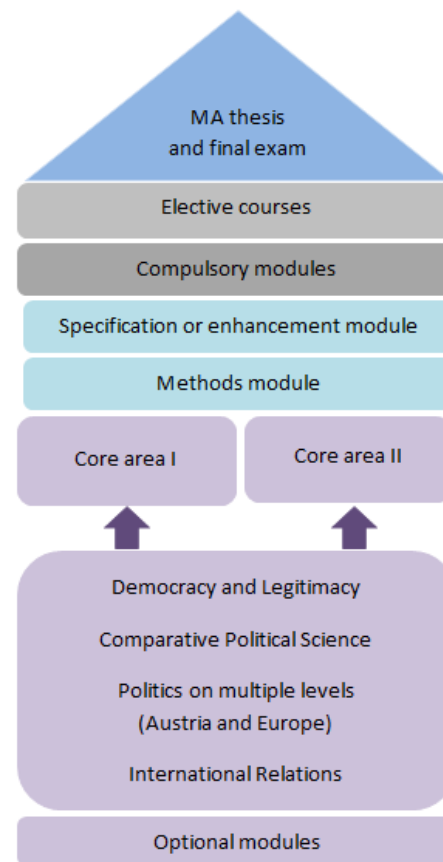 MA thesis
and final exam
Elective courses
Compulsory modules
Specification or enhancement module
Methods module
Core area I
Core area II
Democracy and Legitimacy
Comparative Political Science
Politics on multiple levels
(Austria and Europe)
International Relations
Optional modules